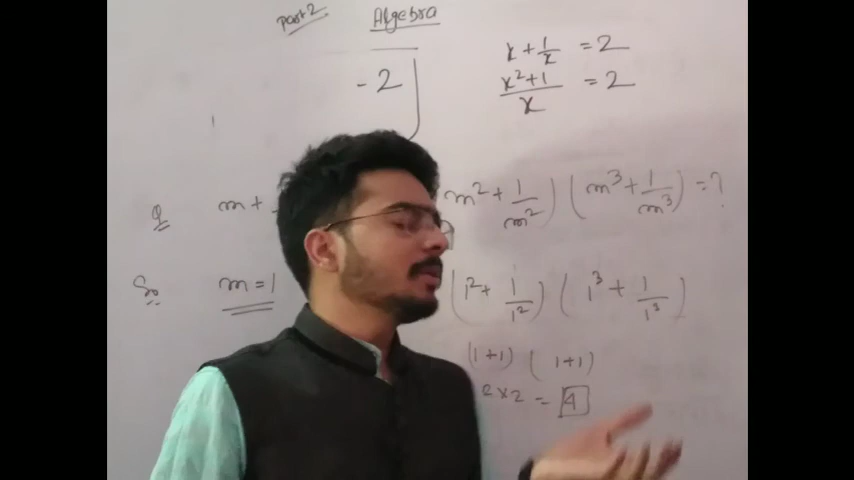 part 2 Algebra
x + 1/x = 2
- 2
x² + 1 / x = 2
Q m + m² + 1/m² ) ( m³ + 1/m³ ) = ?
m = 1 ( 1² + 1/1² ) ( 1³ + 1/1³ )
(1 + 1) ( 1 + 1)
2 x 2 = 4